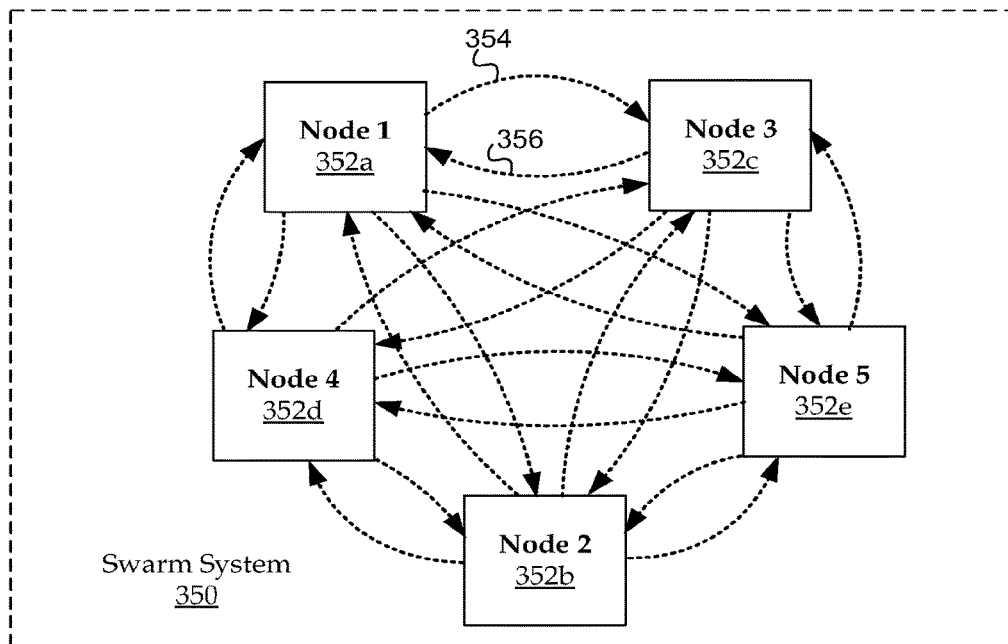 354
Node 1
352a
356
Node 3
352c
Node 4
352d
Node 5
352e
Node 2
352b
Swarm System
350